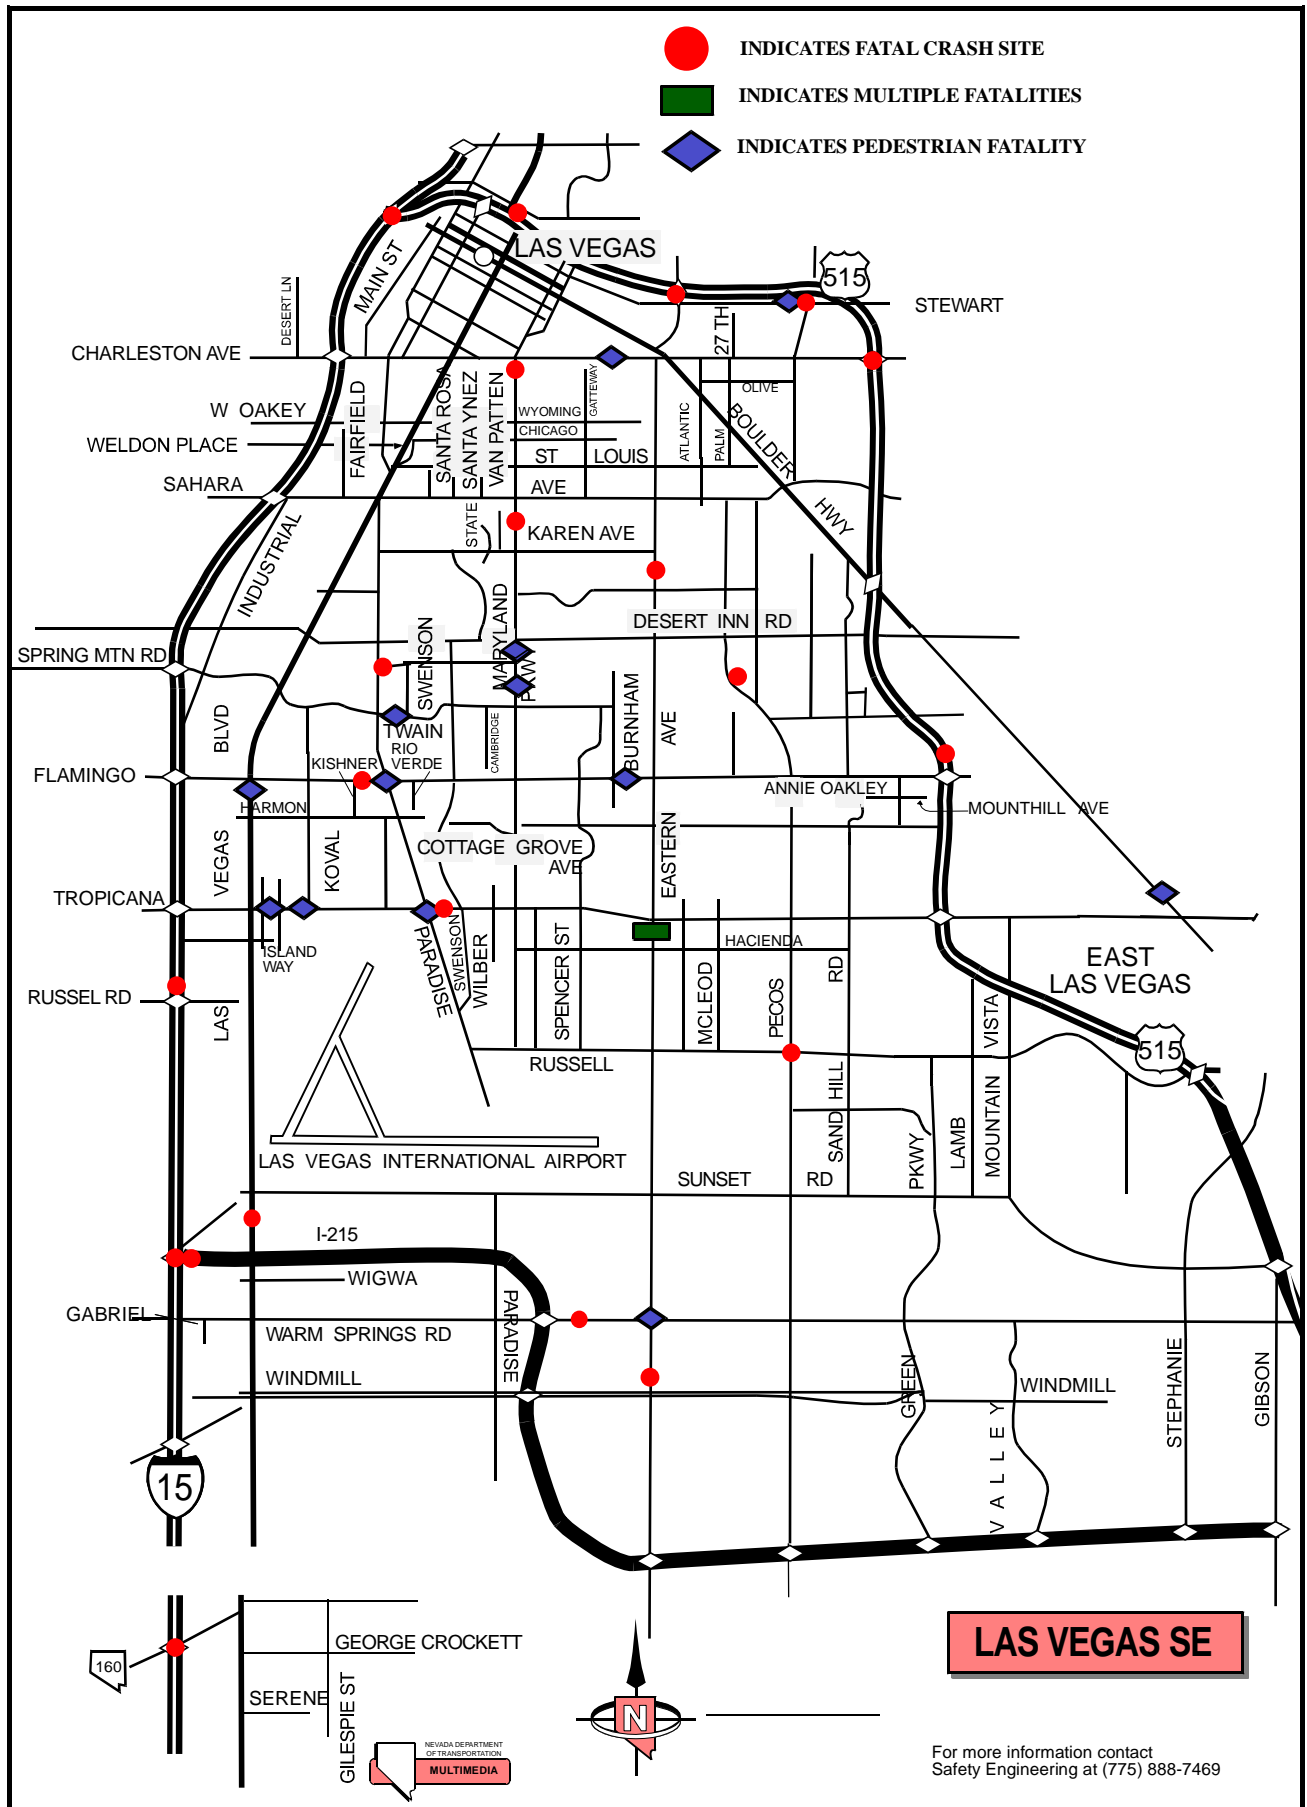 INDICATES FATAL CRASH SITE
INDICATES MULTIPLE FATALITIES
INDICATES PEDESTRIAN FATALITY
LAS VEGAS
515
MAIN ST
DESERT LN
STEWART
27 TH
CHARLESTON AVE
OLIVE
GATTEWAY
W OAKEY
FAIRFIELD
SANTA ROSA
SANTA YNEZ
VAN PATTEN
WYOMING
CHICAGO
ATLANTIC
PALM
BOULDER
WELDON PLACE
ST LOUIS
SAHARA
AVE
HWY
INDUSTRIAL
STATE
KAREN AVE
MARYLAND
PKW
DESERT INN RD
SWENSON
SPRING MTN RD
BLVD
TWAIN
CAMBRIDGE
BURNHAM
AVE
RIO
VERDE
KISHNER
FLAMINGO
ANNIE OAKLEY
HARMON
MOUNTHILL AVE
COTTAGE GROVE
AVE
VEGAS
KOVAL
EASTERN
TROPICANA
PARADISE
SWENSON
WILBER
SPENCER ST
HACIENDA
ISLAND
WAY
MCLEOD
PECOS
RD
EAST
LAS VEGAS
RUSSEL RD
LAS
VISTA
515
RUSSELL
SAND HILL
PKWY
LAMB
MOUNTAIN
LAS VEGAS INTERNATIONAL AIRPORT
SUNSET RD
I-215
WIGWA
GABRIEL
WARM SPRINGS RD
PARADISE
WINDMILL
GREEN
WINDMILL
VALLEY
STEPHANIE
GIBSON
15
160
GEORGE CROCKETT
SERENE
GILESPIE ST
LAS VEGAS SE
N
NEVADA DEPARTMENT
OF TRANSPORTATION
MULTIMEDIA
For more information contact
Safety Engineering at (775) 888-7469